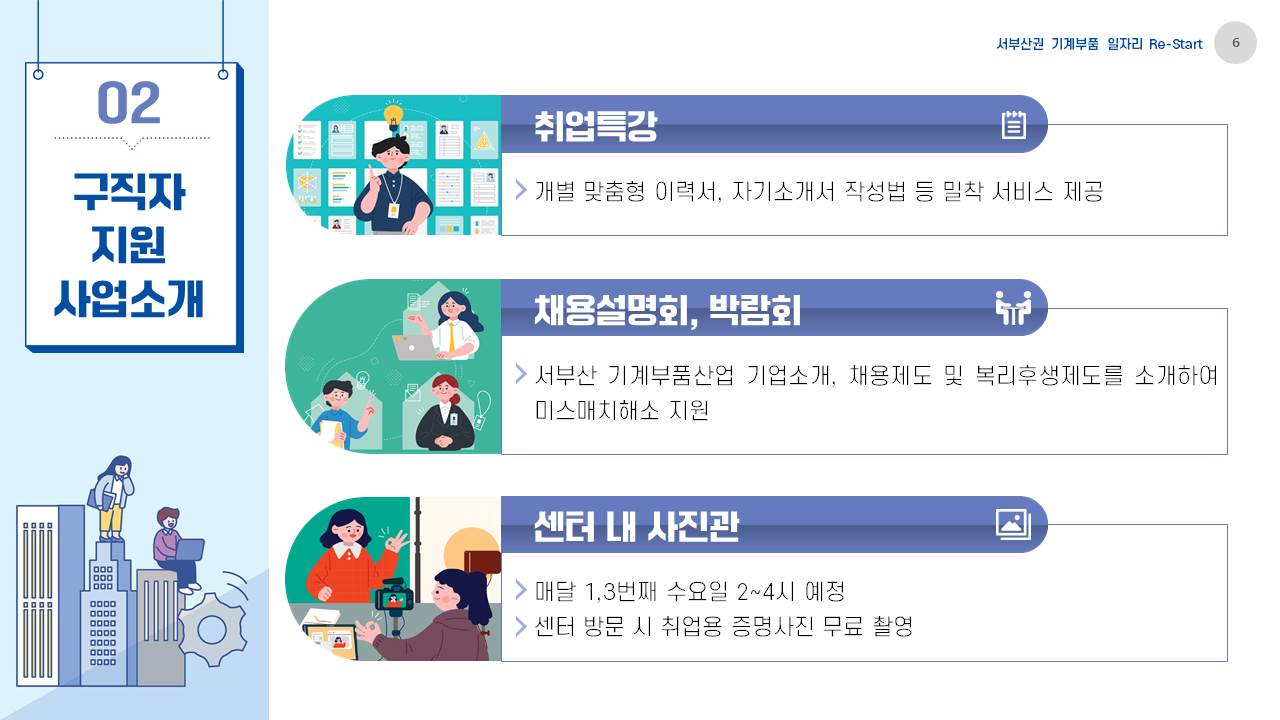 서부산권 기계부품 일자리 Re-Start
6
02
구직자
지원
사업소개
취업특강
개별 맞춤형 이력서, 자기소개서 작성법 등 밀착 서비스 제공
채용설명회, 박람회
서부산 기계부품산업 기업소개, 채용제도 및 복리후생제도를 소개하여
미스매치해소 지원
센터 내 사진관
매달 1,3번째 수요일 2~4시 예정
센터 방문 시 취업용 증명사진 무료 촬영